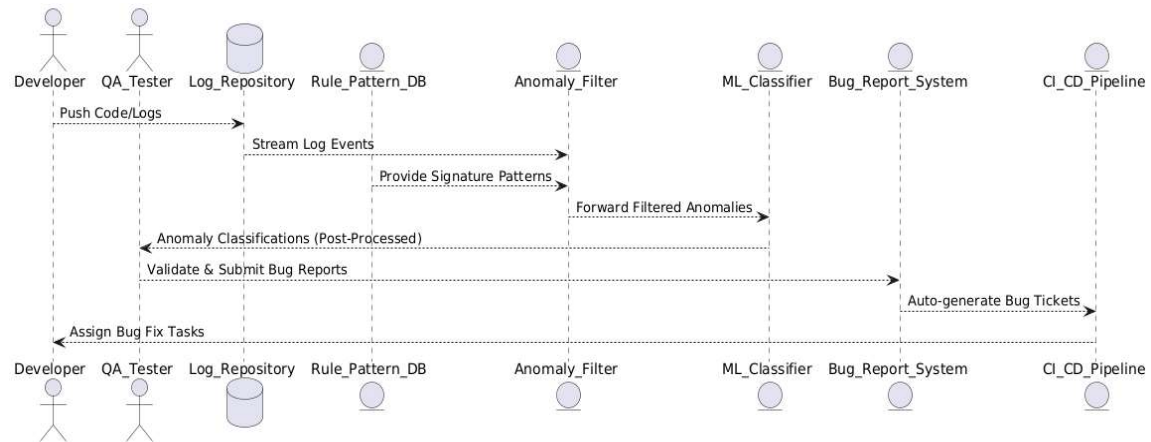 Developer QA_Tester Log_Repository Rule_Pattern_DB Anomaly_Filter ML_Classifier Bug_Report_System CI_CD_Pipeline
Push Code/Logs
Stream Log Events
Provide Signature Patterns
Forward Filtered Anomalies
Anomaly Classifications (Post-Processed)
Validate & Submit Bug Reports
Auto-generate Bug Tickets
Assign Bug Fix Tasks
Developer QA_Tester Log_Repository Rule_Pattern_DB Anomaly_Filter ML_Classifier Bug_Report_System CI_CD_Pipeline